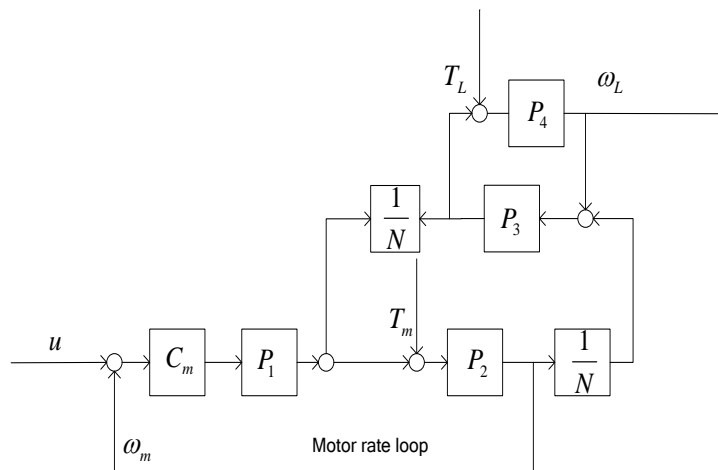 T_L
P_4
ω_L
1
N
P_3
T_m
u
C_m
P_1
P_2
1
N
ω_m
Motor rate loop